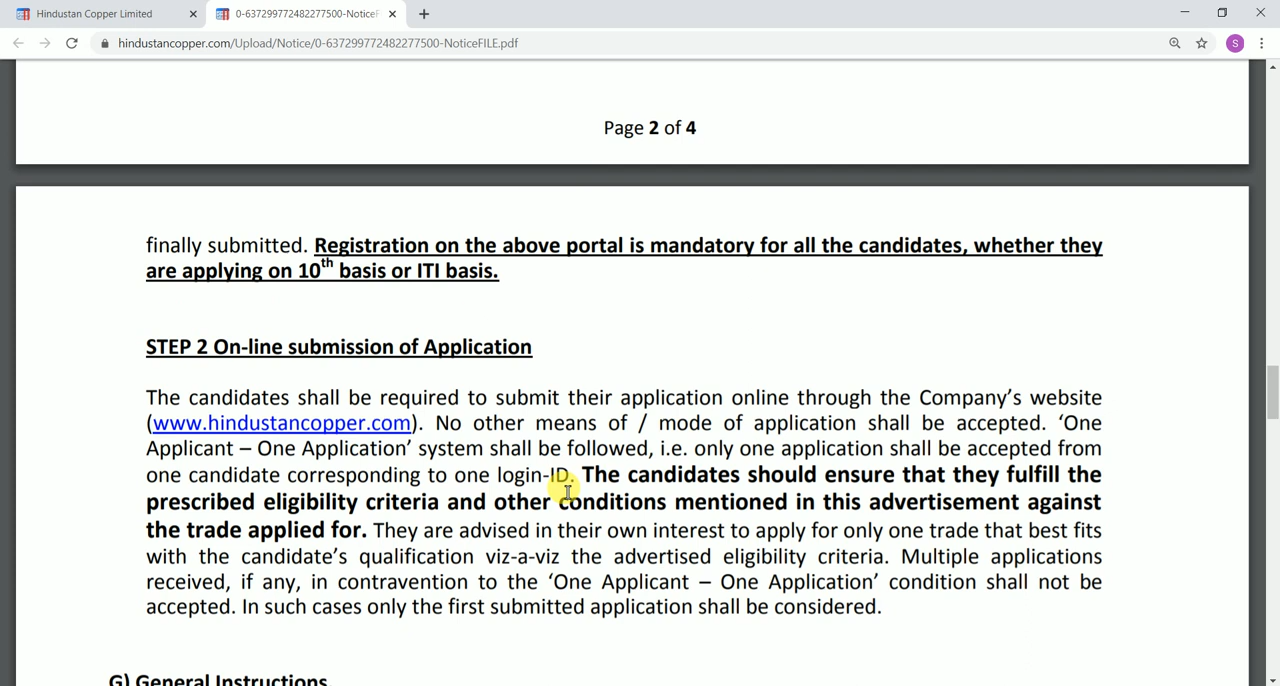 Hindustan Copper Limited
0-637299772482277500-NoticeF
hindustancopper.com/Upload/Notice/0-637299772482277500-NoticeFILE.pdf
S
Page 2 of 4
finally submitted. Registration on the above portal is mandatory for all the candidates, whether they
are applying on 10th basis or ITI basis.
STEP 2 On-line submission of Application
The candidates shall be required to submit their application online through the Company’s website
(www.hindustancopper.com). No other means of / mode of application shall be accepted. ‘One
Applicant – One Application’ system shall be followed, i.e. only one application shall be accepted from
one candidate corresponding to one login-ID. The candidates should ensure that they fulfill the
prescribed eligibility criteria and other conditions mentioned in this advertisement against
the trade applied for. They are advised in their own interest to apply for only one trade that best fits
with the candidate’s qualification viz-a-viz the advertised eligibility criteria. Multiple applications
received, if any, in contravention to the ‘One Applicant – One Application’ condition shall not be
accepted. In such cases only the first submitted application shall be considered.
G) General Instructions.